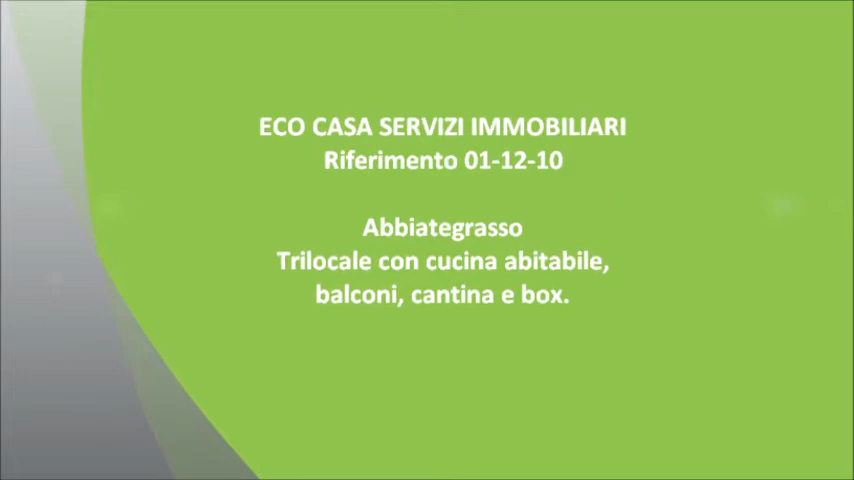 ECO CASA SERVIZI IMMOBILIARI
Riferimento 01-12-10
Abbiategrasso
Trilocale con cucina abitabile,
balconi, cantina e box.